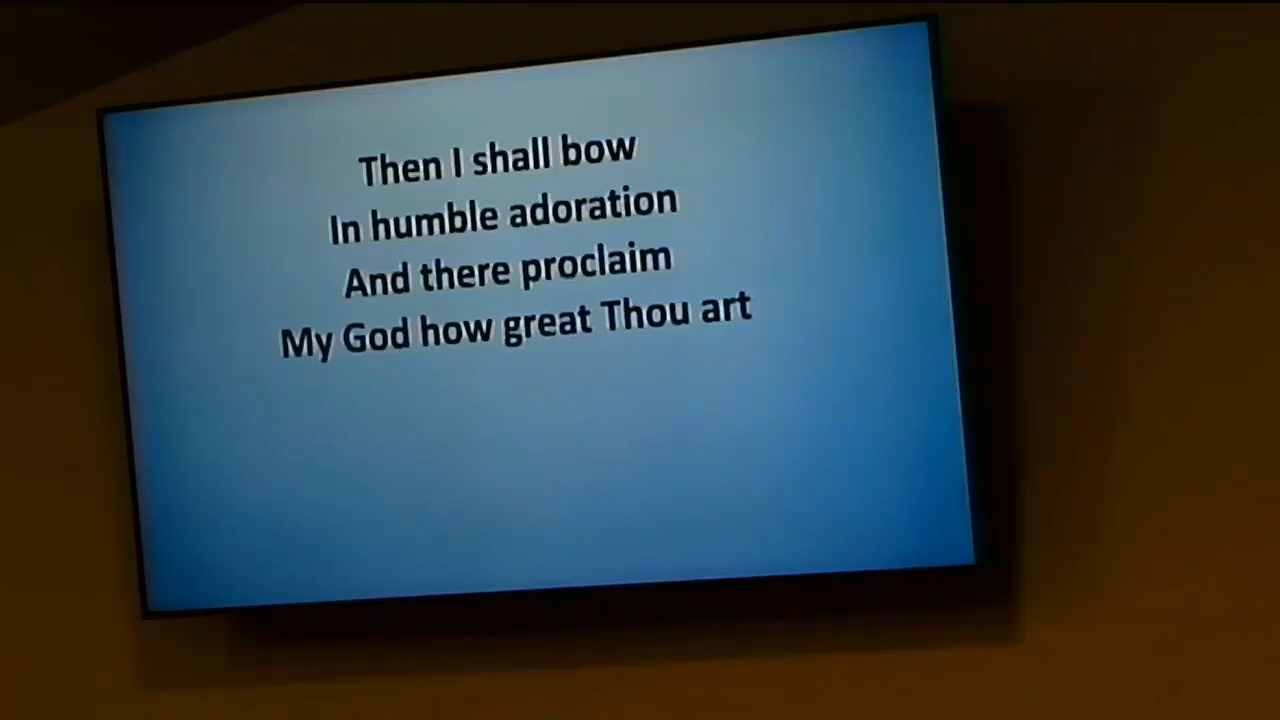 Then I shall bow
In humble adoration
And there proclaim
My God how great Thou art